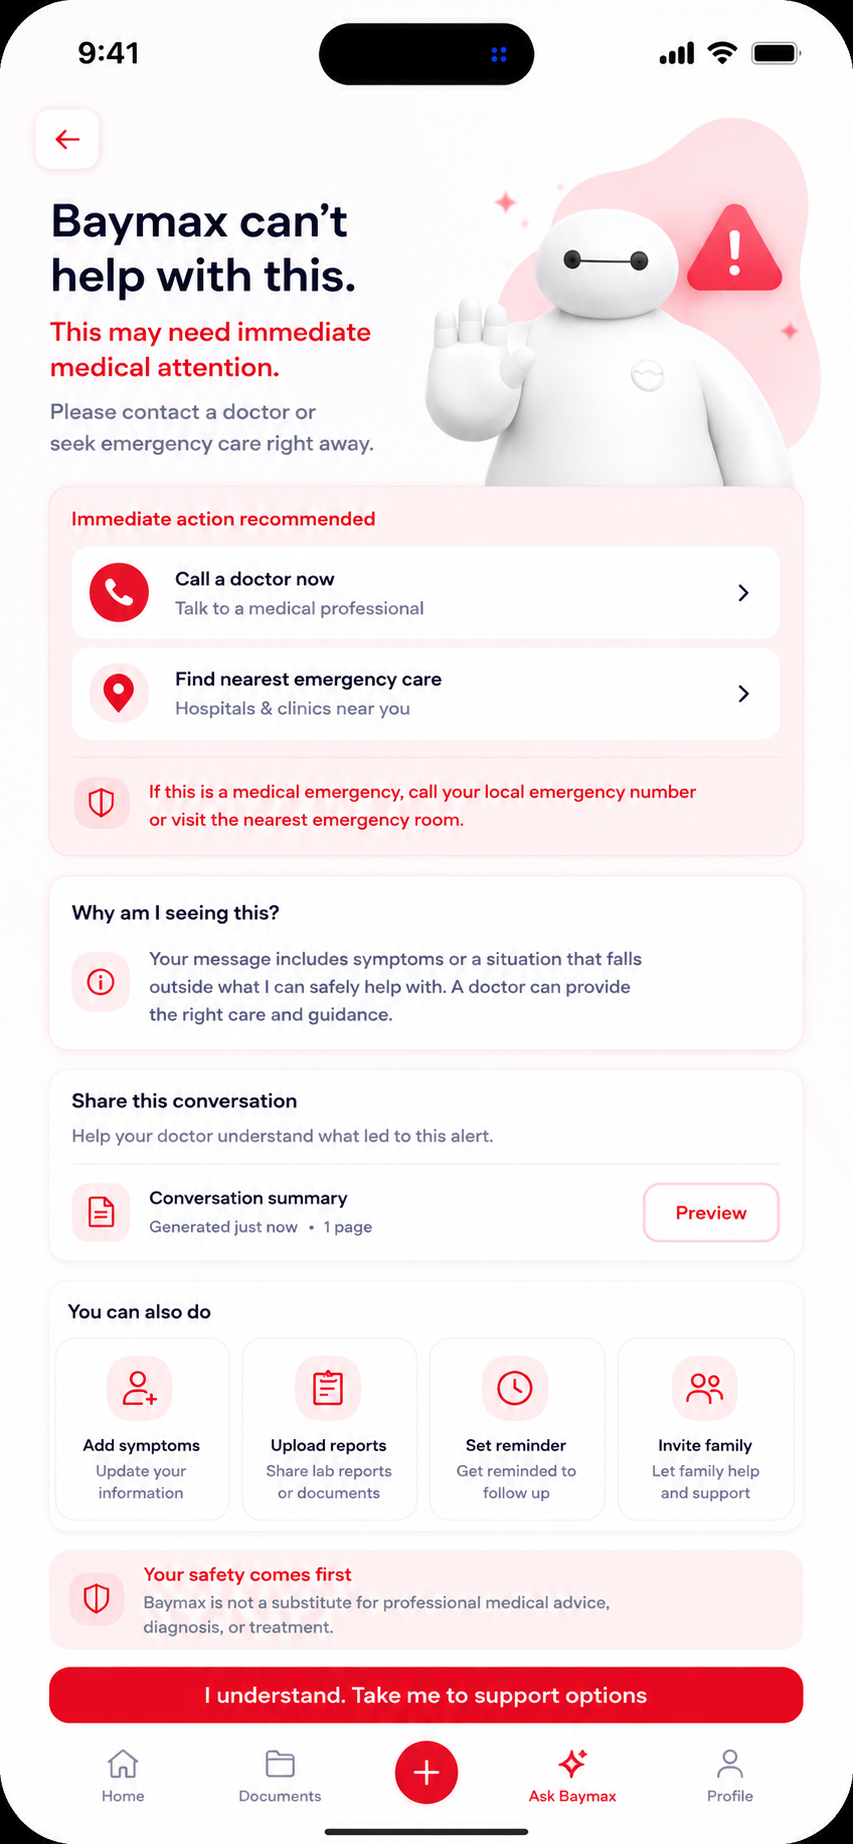 9:41
Baymax can't
help with this.
This may need immediate
medical attention.
Please contact a doctor or
seek emergency care right away.
Immediate action recommended
Call a doctor now
Talk to a medical professional
Find nearest emergency care
Hospitals & clinics near you
If this is a medical emergency, call your local emergency number
or visit the nearest emergency room.
Why am I seeing this?
Your message includes symptoms or a situation that falls
outside what I can safely help with. A doctor can provide
the right care and guidance.
Share this conversation
Help your doctor understand what led to this alert.
Conversation summary
Generated just now • 1 page
Preview
You can also do
Add symptoms
Update your
information
Upload reports
Share lab reports
or documents
Set reminder
Get reminded to
follow up
Invite family
Let family help
and support
Your safety comes first
Baymax is not a substitute for professional medical advice,
diagnosis, or treatment.
I understand. Take me to support options
Home
Documents
Ask Baymax
Profile